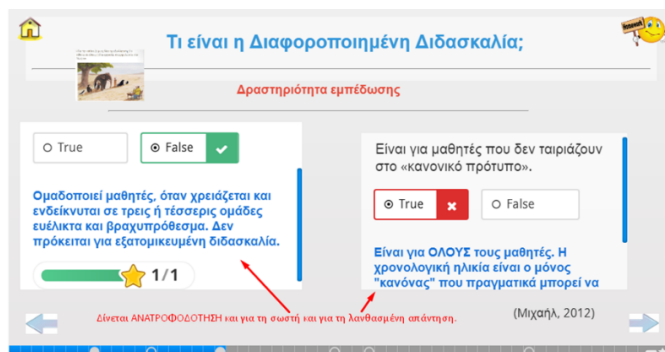 Τι είναι η Διαφοροποιημένη Διδασκαλία;
Δραστηριότητα εμπέδωσης
True
False
Ομαδοποιεί μαθητές, όταν χρειάζεται και
ενδείκνυται σε τρεις ή τέσσερις ομάδες
ευέλικτα και βραχυπρόθεσμα. Δεν
πρόκειται για εξατομικευμένη διδασκαλία.
1/1
Είναι για μαθητές που δεν ταιριάζουν
στο «κανονικό πρότυπο».
True
False
Είναι για ΟΛΟΥΣ τους μαθητές. Η
χρονολογική ηλικία είναι ο μόνος
"κανόνας" που πραγματικά μπορεί να
Δίνεται ΑΝΑΤΡΟΦΟΔΟΤΗΣΗ και για τη σωστή και για τη λανθασμένη απάντηση.
(Μιχαήλ, 2012)